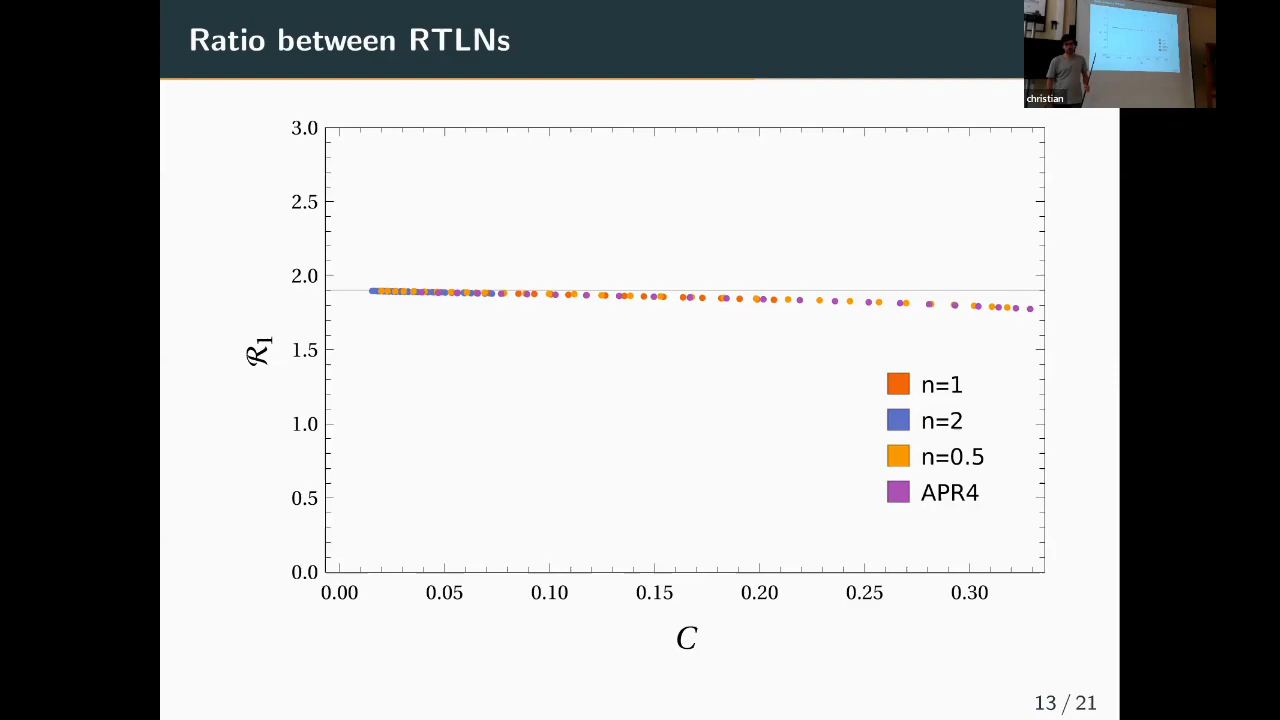 Ratio between RTLNs
christian
3.0
2.5
2.0
1.5
1.0
0.5
0.0
ℛ1
n=1
n=2
n=0.5
APR4
0.00 0.05 0.10 0.15 0.20 0.25 0.30
C
13 / 21